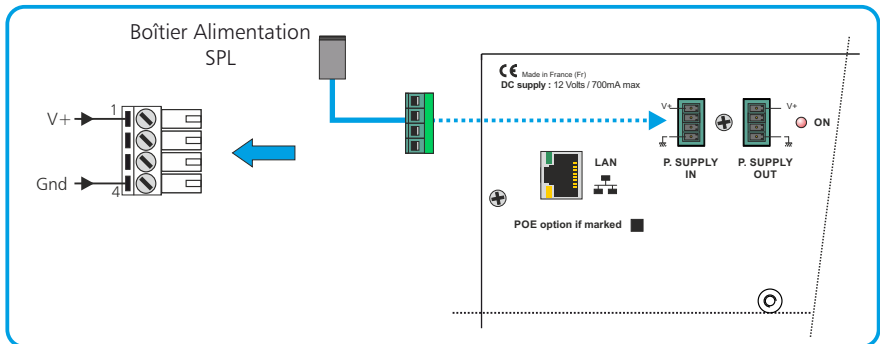 Boîtier Alimentation
SPL
V+
1
Gnd
4
CE Made in France (Fr)
DC supply : 12 Volts / 700mA max
V+
V+
ON
LAN
P. SUPPLY
IN
P. SUPPLY
OUT
POE option if marked